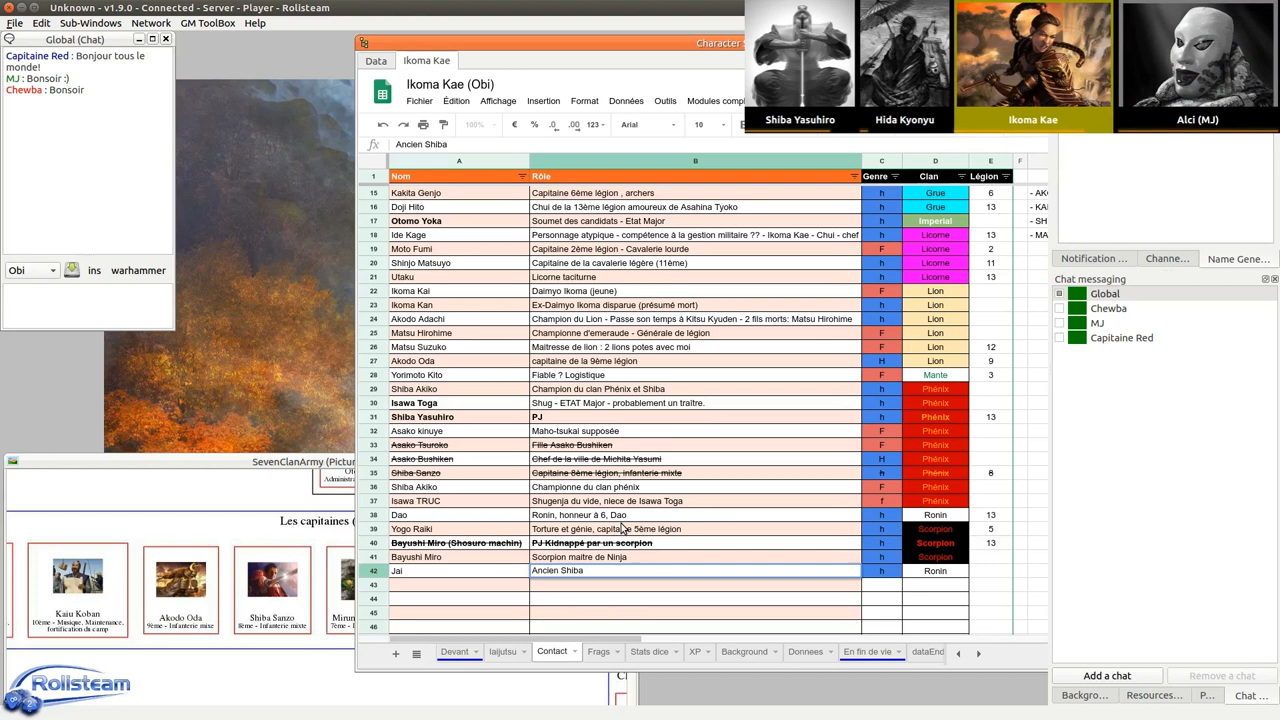 Unknown - v1.9.0 - Connected - Server - Player - Rolisteam
File Edit Sub-Windows Network GM ToolBox Help
Global (Chat)
Capitaine Red : Bonjour tous le
monde!
MJ : Bonsoir :)
Chewba : Bonsoir
Obi ins warhammer
Character S
Data Ikoma Kae
Ikoma Kae (Obi)
Fichier Édition Affichage Insertion Format Données Outils Modules comp
100% € % .0 .00 123 Arial 10
fx Ancien Shiba
A B C D E F
1 Nom Rôle Genre Clan Légion
15 Kakita Genjo Capitaine 6ème légion , archers h Grue 6 - AK
16 Doji Hito Chui de la 13ème légion amoureux de Asahina Tyoko h Grue 13 - KA
17 Otomo Yoka Soumet des candidats - Etat Major h Imperial - SH
18 Ide Kage Personnage atypique - compétence à la gestion militaire ?? - Ikoma Kae - Chui - chef h Licorne 13 - MA
19 Moto Fumi Capitaine 2ème légion - Cavalerie lourde F Licorne 2
20 Shinjo Matsuyo Capitaine de la cavalerie légère (11ème) h Licorne 11
21 Utaku Licorne taciturne h Licorne 13
22 Ikoma Kai Daimyo Ikoma (jeune) F Lion
23 Ikoma Kan Ex-Daimyo Ikoma disparue (présumé mort) h Lion
24 Akodo Adachi Champion du Lion - Passe son temps à Kitsu Kyuden - 2 fils morts: Matsu Hirohime h Lion
25 Matsu Hirohime Championne d'emeraude - Générale de légion F Lion
26 Matsu Suzuko Maitresse de lion : 2 lions potes avec moi F Lion 12
27 Akodo Oda capitaine de la 9ème légion H Lion 9
28 Yorimoto Kito Fiable ? Logistique F Mante 3
29 Shiba Akiko Champion du clan Phénix et Shiba h Phénix
30 Isawa Toga Shug - ETAT Major - probablement un traître. h Phénix
31 Shiba Yasuhiro PJ h Phénix 13
32 Asako kinuye Maho-tsukai supposée F Phénix
33 Asako Tsuroko Fille Asako Bushiken F Phénix
34 Asako Bushiken Chef de la ville de Michita Yasumi H Phénix
35 Shiba Sanzo Capitaine 8ème légion, infanterie mixte h Phénix 8
36 Shiba Akiko Championne du clan phénix F Phénix
37 Isawa TRUC Shugenja du vide, niece de Isawa Toga f Phénix
38 Dao Ronin, honneur à 6, Dao h Ronin 13
39 Yogo Raiki Torture et génie, capitaine 5ème légion h Scorpion 5
40 Bayushi Miro (Shosuro machin) PJ Kidnappé par un scorpion h Scorpion 13
41 Bayushi Miro Scorpion maitre de Ninja h Scorpion
42 Jai Ancien Shiba h Ronin
43
44
45
46
Devant Iaijutsu Contact Frags Stats dice XP Background Donnees En fin de vie dataEnd
Shiba Yasuhiro Hida Kyonyu Ikoma Kae Alci (MJ)
Notification ... Channe... Name Gene...
Chat messaging
Global
Chewba
MJ
Capitaine Red
Add a chat Remove a chat
Backgro... Resources... P... Chat ...
SevenClanArmy (Pictur
Administra
Les capitaines (
Kaiu Koban
10ème - Musique, Maintenance,
fortification du camp
Akodo Oda
9ème - Infanterie mixe
Shiba Sanzo
8ème - Infanterie mixte
Mirum
7ème - I
Rolisteam